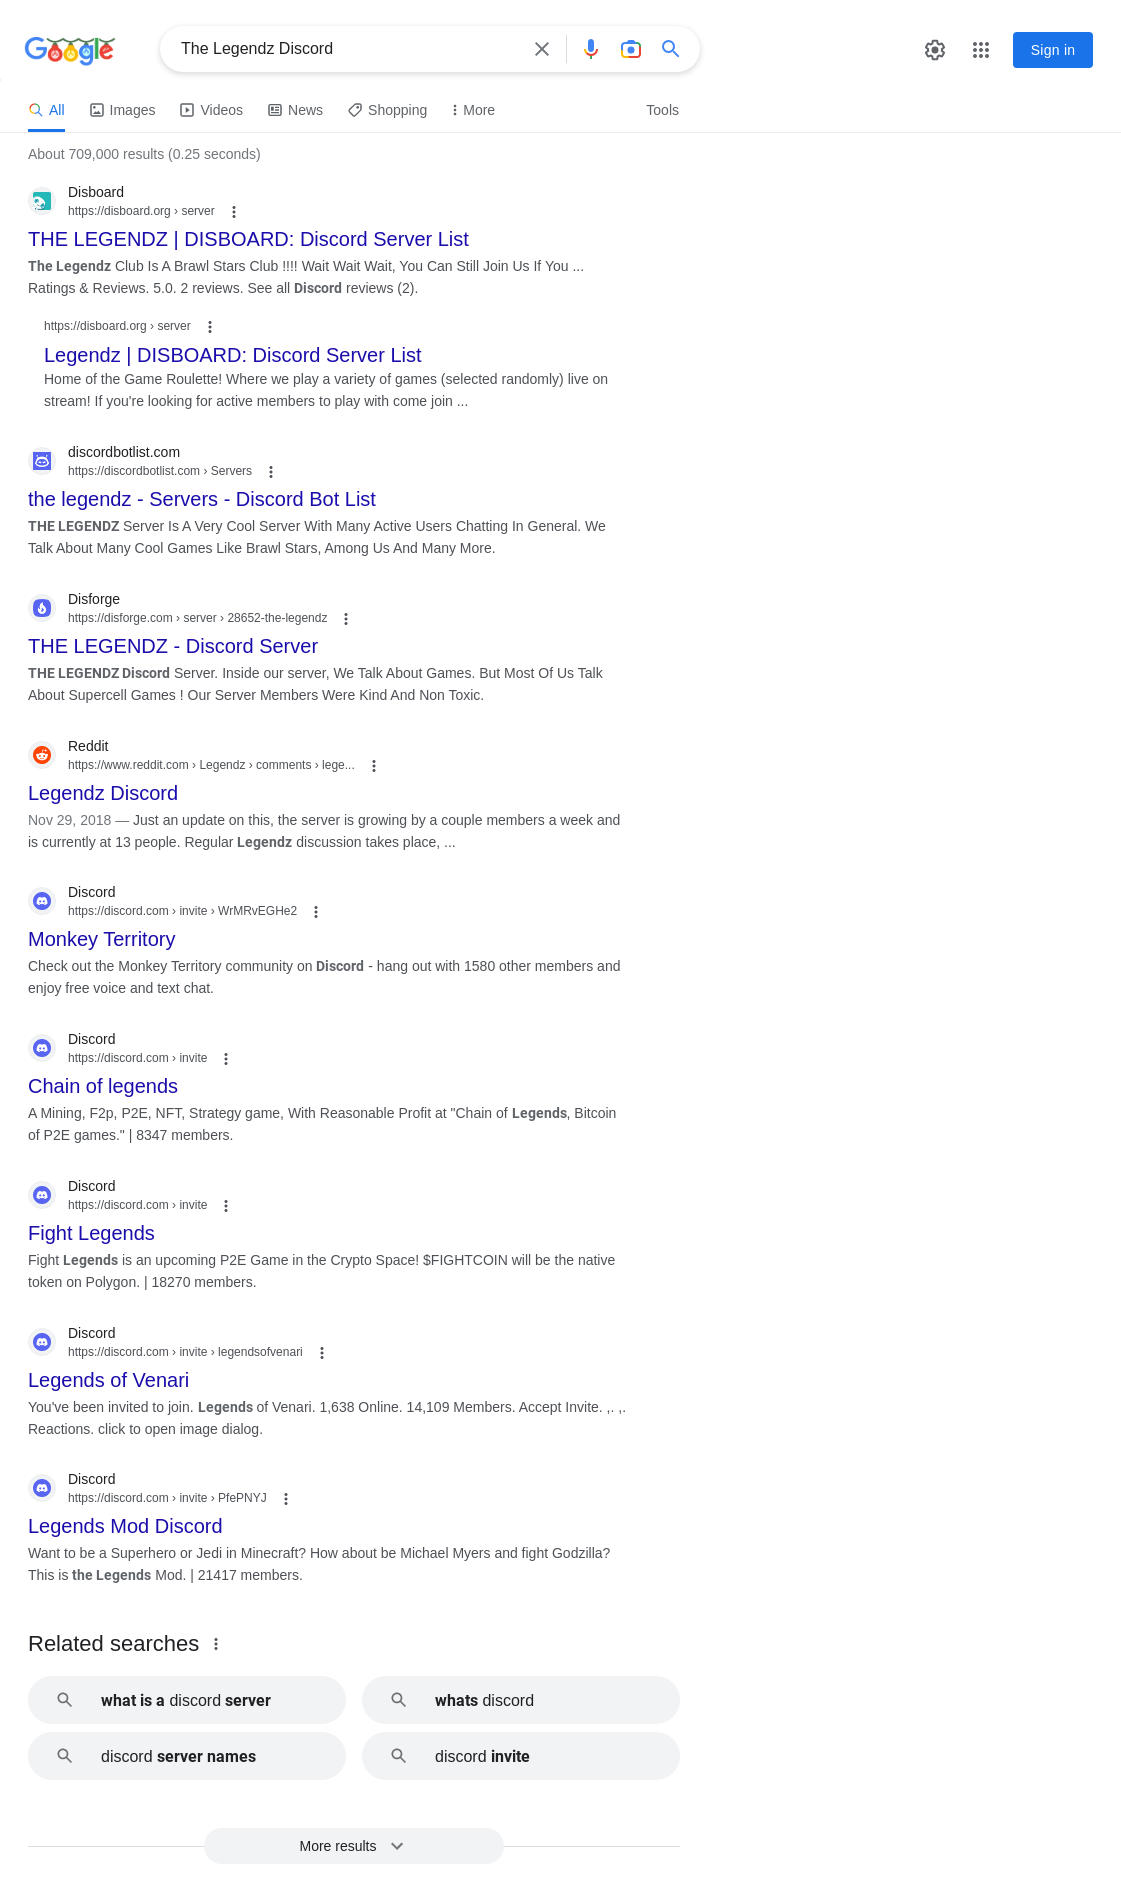 Google
The Legendz Discord
Sign in
All Images Videos News Shopping More Tools
About 709,000 results (0.25 seconds)
Disboard
https://disboard.org › server
THE LEGENDZ | DISBOARD: Discord Server List
The Legendz Club Is A Brawl Stars Club !!!! Wait Wait Wait, You Can Still Join Us If You ...
Ratings & Reviews. 5.0. 2 reviews. See all Discord reviews (2).
https://disboard.org › server
Legendz | DISBOARD: Discord Server List
Home of the Game Roulette! Where we play a variety of games (selected randomly) live on
stream! If you're looking for active members to play with come join ...
discordbotlist.com
https://discordbotlist.com › Servers
the legendz - Servers - Discord Bot List
THE LEGENDZ Server Is A Very Cool Server With Many Active Users Chatting In General. We
Talk About Many Cool Games Like Brawl Stars, Among Us And Many More.
Disforge
https://disforge.com › server › 28652-the-legendz
THE LEGENDZ - Discord Server
THE LEGENDZ Discord Server. Inside our server, We Talk About Games. But Most Of Us Talk
About Supercell Games ! Our Server Members Were Kind And Non Toxic.
Reddit
https://www.reddit.com › Legendz › comments › lege...
Legendz Discord
Nov 29, 2018 — Just an update on this, the server is growing by a couple members a week and
is currently at 13 people. Regular Legendz discussion takes place, ...
Discord
https://discord.com › invite › WrMRvEGHe2
Monkey Territory
Check out the Monkey Territory community on Discord - hang out with 1580 other members and
enjoy free voice and text chat.
Discord
https://discord.com › invite
Chain of legends
A Mining, F2p, P2E, NFT, Strategy game, With Reasonable Profit at "Chain of Legends, Bitcoin
of P2E games." | 8347 members.
Discord
https://discord.com › invite
Fight Legends
Fight Legends is an upcoming P2E Game in the Crypto Space! $FIGHTCOIN will be the native
token on Polygon. | 18270 members.
Discord
https://discord.com › invite › legendsofvenari
Legends of Venari
You've been invited to join. Legends of Venari. 1,638 Online. 14,109 Members. Accept Invite. ,. ,.
Reactions. click to open image dialog.
Discord
https://discord.com › invite › PfePNYJ
Legends Mod Discord
Want to be a Superhero or Jedi in Minecraft? How about be Michael Myers and fight Godzilla?
This is the Legends Mod. | 21417 members.
Related searches
what is a discord server
whats discord
discord server names
discord invite
More results